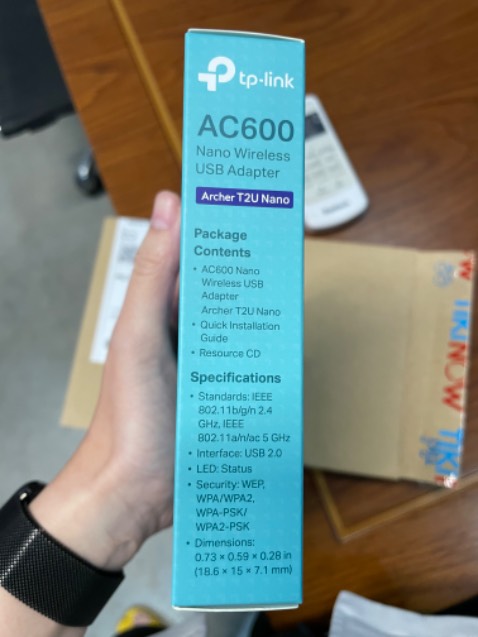 tp-link
AC600
Nano Wireless
USB Adapter
Archer T2U Nano
Package
Contents
• AC600 Nano
Wireless USB
Adapter
Archer T2U Nano
• Quick Installation
Guide
• Resource CD
Specifications
• Standards: IEEE
802.11b/g/n 2.4
GHz, IEEE
802.11a/n/ac 5 GHz
• Interface: USB 2.0
• LED: Status
• Security: WEP,
WPA/WPA2,
WPA-PSK/
WPA2-PSK
• Dimensions:
0.73 × 0.59 × 0.28 in
(18.6 × 15 × 7.1 mm)
TIKINOW
TIKI